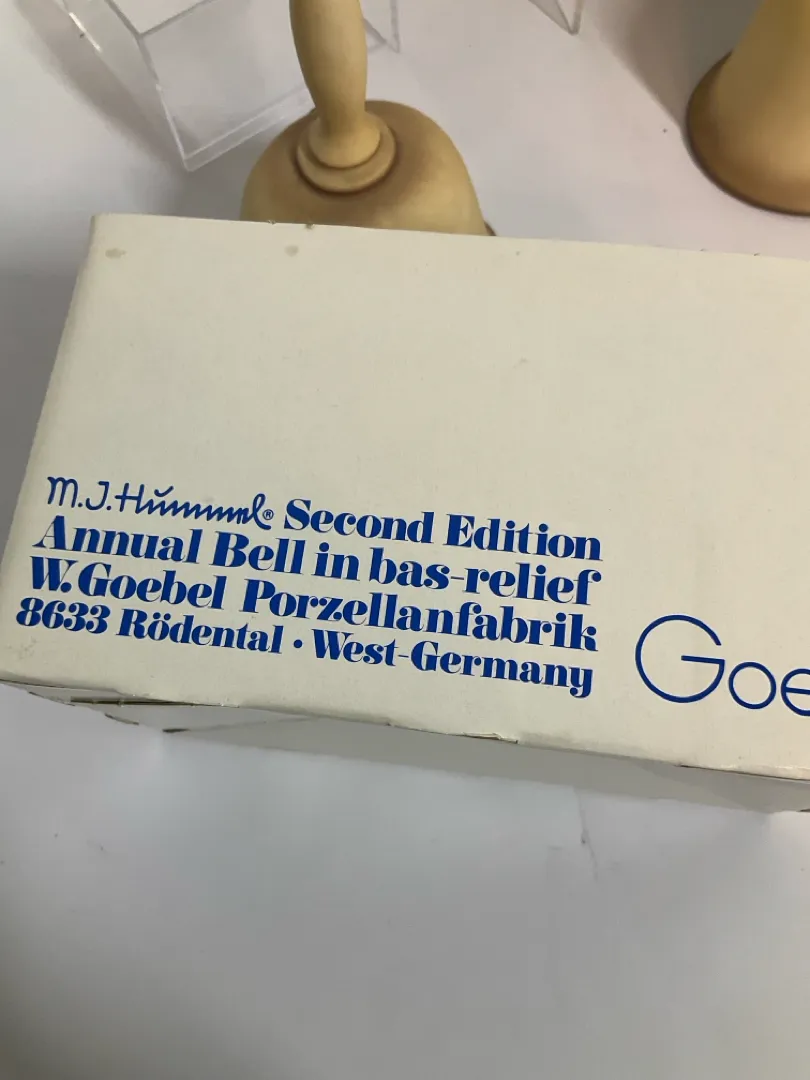 M.J.Hummel® Second Edition
Annual Bell in bas-relief
W. Goebel Porzellanfabrik
8633 Rödental • West-Germany
Goe